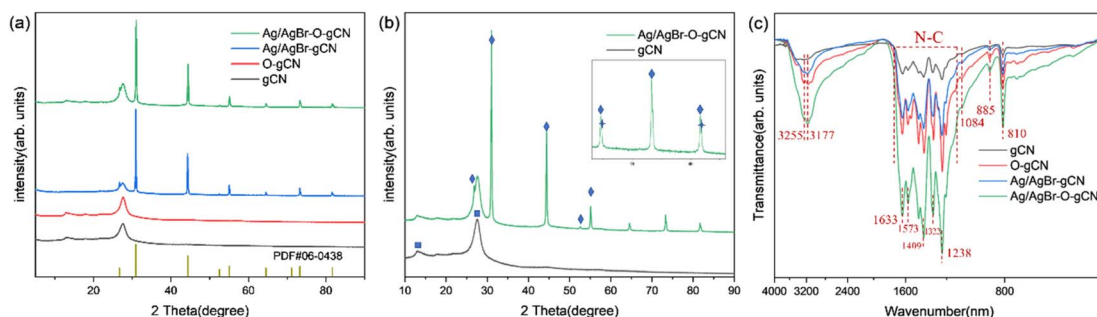 (a)
Ag/AgBr-O-gCN
Ag/AgBr-gCN
O-gCN
gCN
intensity(arb. units)
PDF#06-0438
20 40 60 80
2 Theta(degree)
(b)
Ag/AgBr-O-gCN
gCN
intensity(arb. units)
10 20 30 40 50 60 70 80 90
2 Theta(degree)
(c)
N-C
Transmittance(arb. units)
3255
3177
885
1084
810
gCN
O-gCN
Ag/AgBr-gCN
Ag/AgBr-O-gCN
1633
1573
1409
1322
1238
4000 3200 2400 1600 800
Wavenumber(nm)